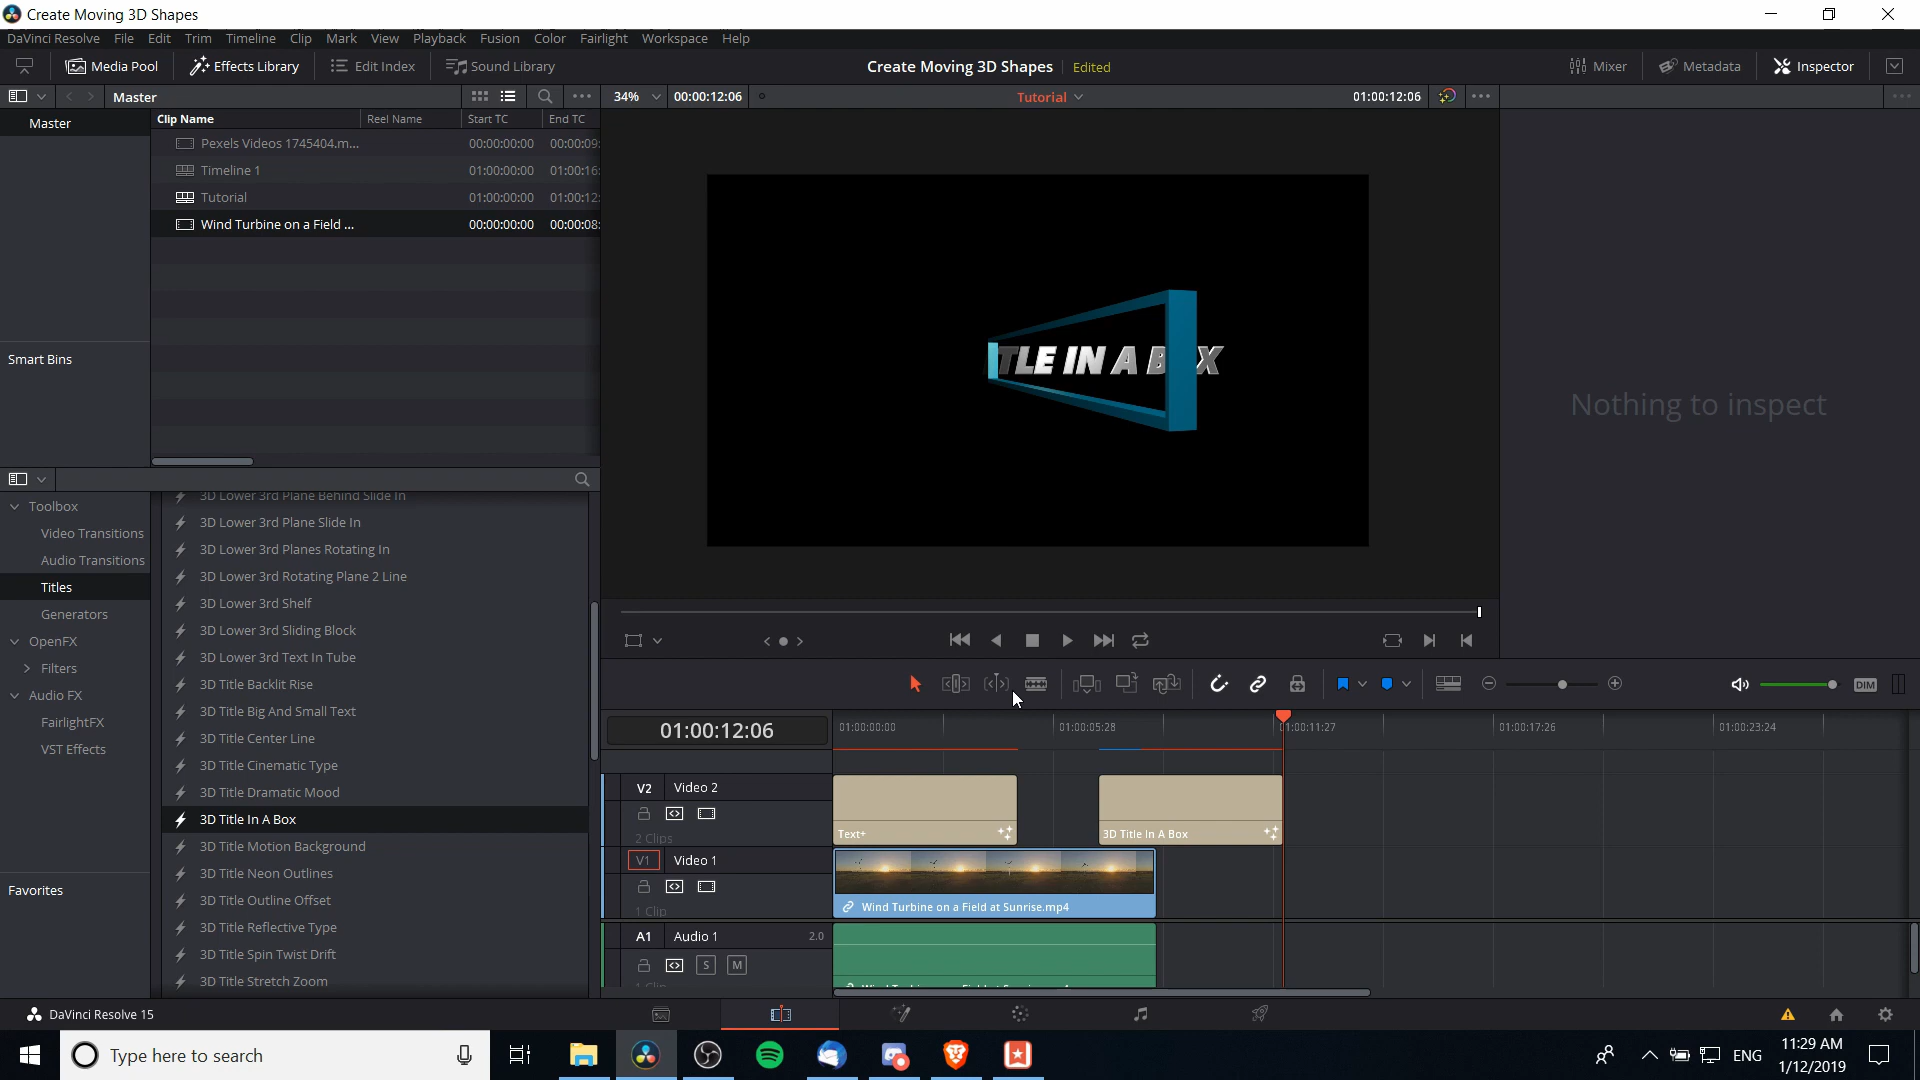 Create Moving 3D Shapes
DaVinci Resolve File Edit Trim Timeline Clip Mark View Playback Fusion Color Fairlight Workspace Help
Media Pool Effects Library Edit Index Sound Library Create Moving 3D Shapes Edited Mixer Metadata Inspector
Master 34% 00:00:12:06 Tutorial 01:00:12:06
Master Clip Name Reel Name Start TC End TC
Pexels Videos 1745404.m... 00:00:00:00 00:00:09:
Timeline 1 01:00:00:00 01:00:16:
Tutorial 01:00:00:00 01:00:12:
Wind Turbine on a Field ... 00:00:00:00 00:00:08:
Smart Bins
TLE IN A B X
Nothing to inspect
3D Lower 3rd Plane Behind Slide In
Toolbox
3D Lower 3rd Plane Slide In
Video Transitions
3D Lower 3rd Planes Rotating In
Audio Transitions
3D Lower 3rd Rotating Plane 2 Line
Titles
3D Lower 3rd Shelf
Generators
3D Lower 3rd Sliding Block
OpenFX
3D Lower 3rd Text In Tube
Filters
3D Title Backlit Rise
Audio FX
3D Title Big And Small Text
FairlightFX
3D Title Center Line
VST Effects
3D Title Cinematic Type
3D Title Dramatic Mood
3D Title In A Box
3D Title Motion Background
3D Title Neon Outlines
Favorites
3D Title Outline Offset
3D Title Reflective Type
3D Title Spin Twist Drift
3D Title Stretch Zoom
DIM
01:00:12:06 01:00:00:00 01:00:05:28 01:00:11:27 01:00:17:26 01:00:23:24
V2 Video 2
2 Clips Text+ 3D Title In A Box
V1 Video 1
1 Clip Wind Turbine on a Field at Sunrise.mp4
A1 Audio 1 2.0
S M
DaVinci Resolve 15
Type here to search ENG 11:29 AM
1/12/2019